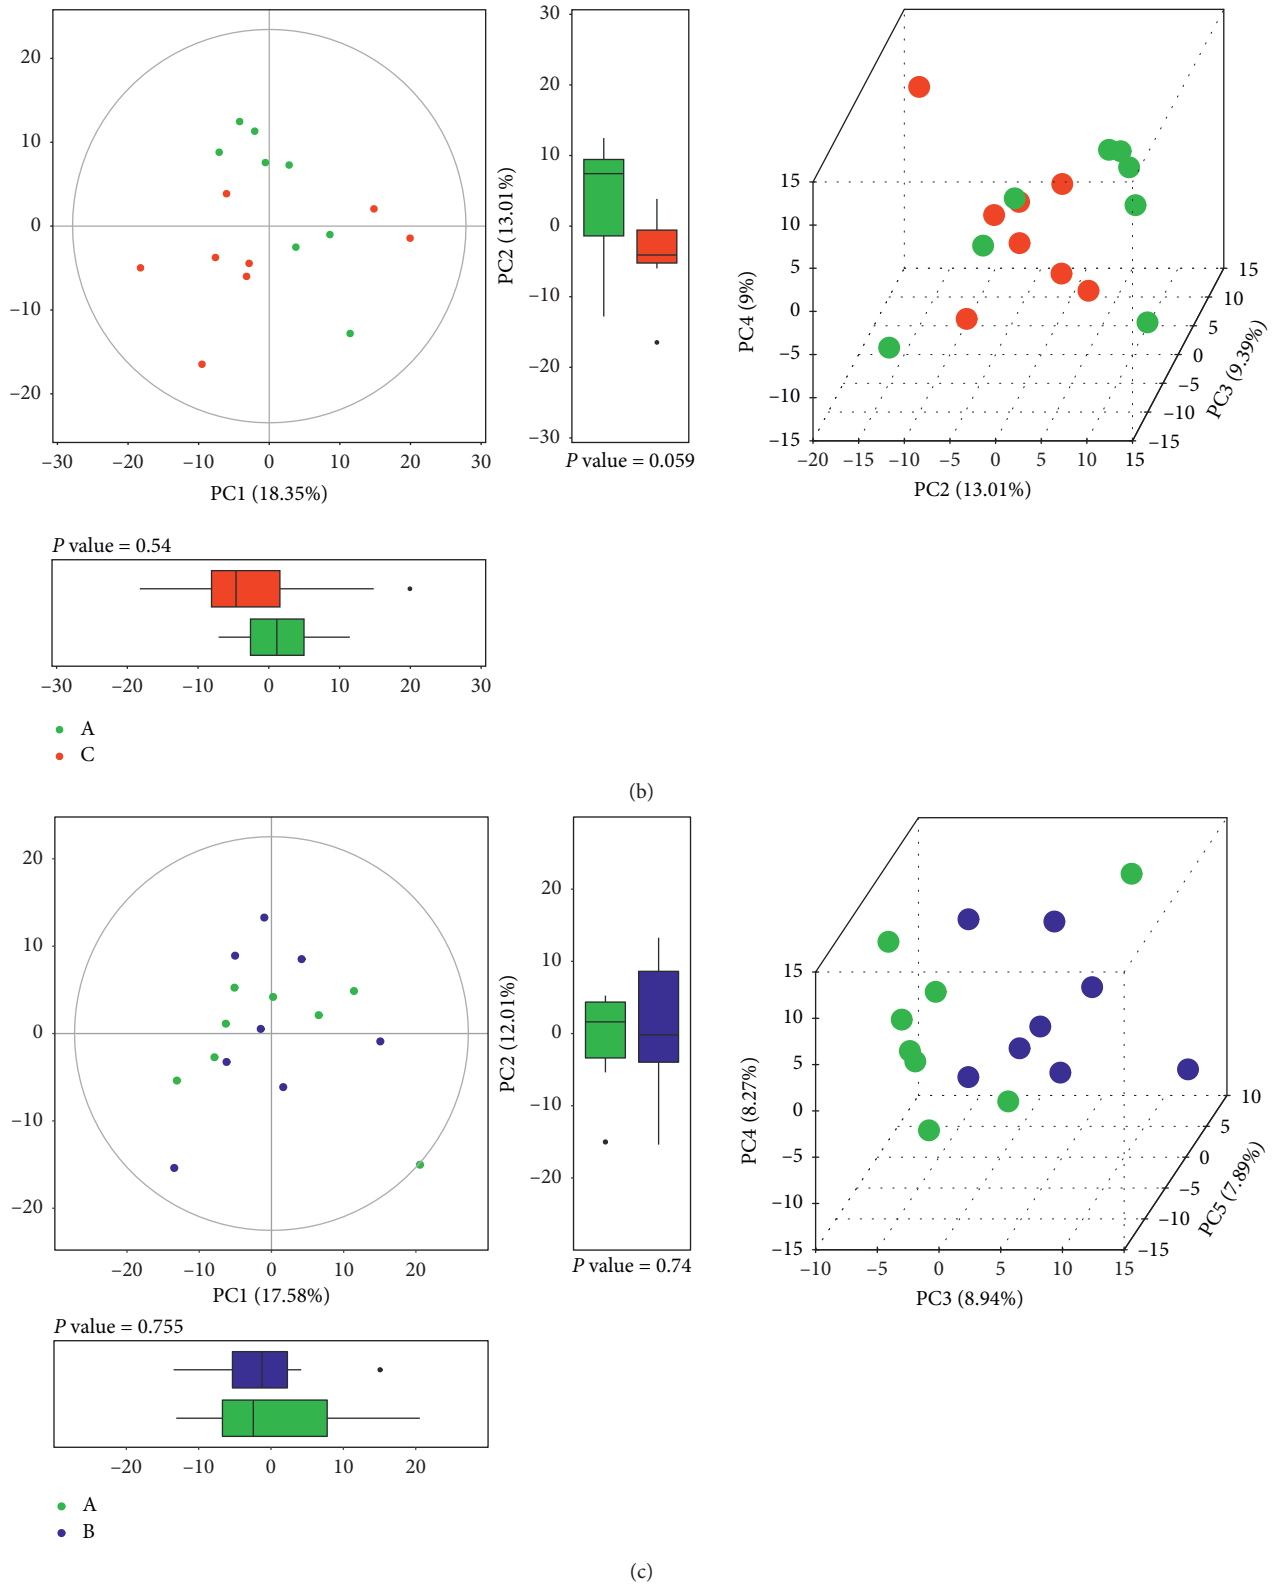 20
10
0
−10
−20
−30 −20 −10 0 10 20 30
PC1 (18.35%)
30
20
10
0
−10
−20
−30
PC2 (13.01%)
P value = 0.059
15
10
5
0
−5
−10
−15
PC4 (9%)
−20 −15 −10 −5 0 5 10 15
PC2 (13.01%)
15
10
5
0
−5
−10
−15
PC3 (9.39%)
P value = 0.54
−30 −20 −10 0 10 20 30
A
C
(b)
20
10
0
−10
−20
−20 −10 0 10 20
PC1 (17.58%)
20
10
0
−10
−20
PC2 (12.01%)
P value = 0.74
15
10
5
0
−5
−10
−15
PC4 (8.27%)
−10 −5 0 5 10 15
PC3 (8.94%)
10
5
0
−5
−10
−15
PC5 (7.89%)
P value = 0.755
−20 −10 0 10 20
A
B
(c)